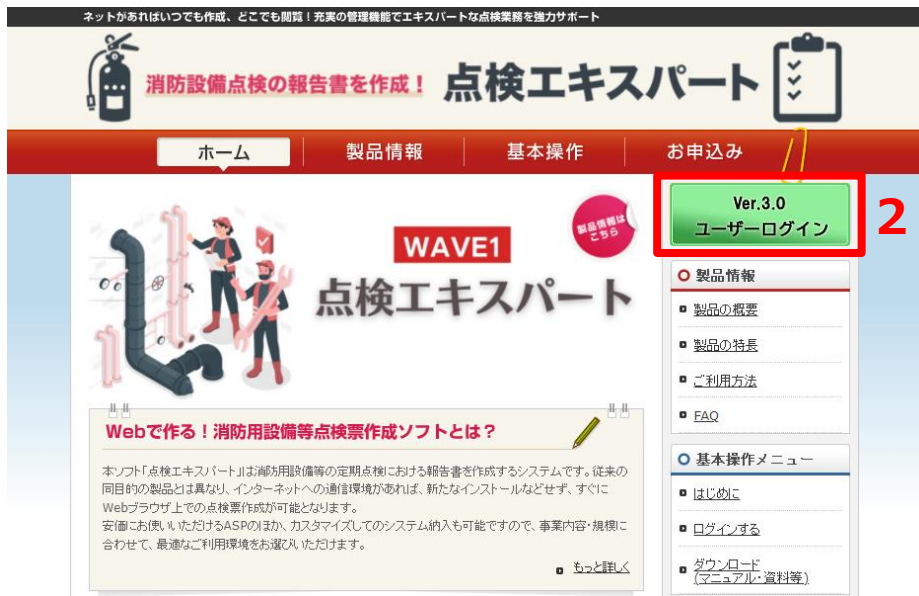 ネットがあればいつでも作成、どこでも閲覧！充実の管理機能でエキスパートな点検業務を強力サポート
消防設備点検の報告書を作成！
点検エキスパート
ホーム
製品情報
基本操作
お申込み
WAVE1
点検エキスパート
製品情報は
こちら
Ver.3.0
ユーザーログイン
2
製品情報
製品の概要
製品の特長
ご利用方法
FAQ
Webで作る！消防用設備等点検票作成ソフトとは？
本ソフト「点検エキスパート」は消防用設備等の定期点検における報告書を作成するシステムです。従来の
同目的の製品とは異なり、インターネットへの通信環境があれば、新たなインストールなどせず、すぐに
Webブラウザ上での点検票作成が可能となります。
安価にお使いいただけるASPのほか、カスタマイズしてのシステム納入も可能ですので、事業内容・規模に
合わせて、最適なご利用環境をお選びいただけます。
もっと詳しく
基本操作メニュー
はじめに
ログインする
ダウンロード
(マニュアル・資料等)